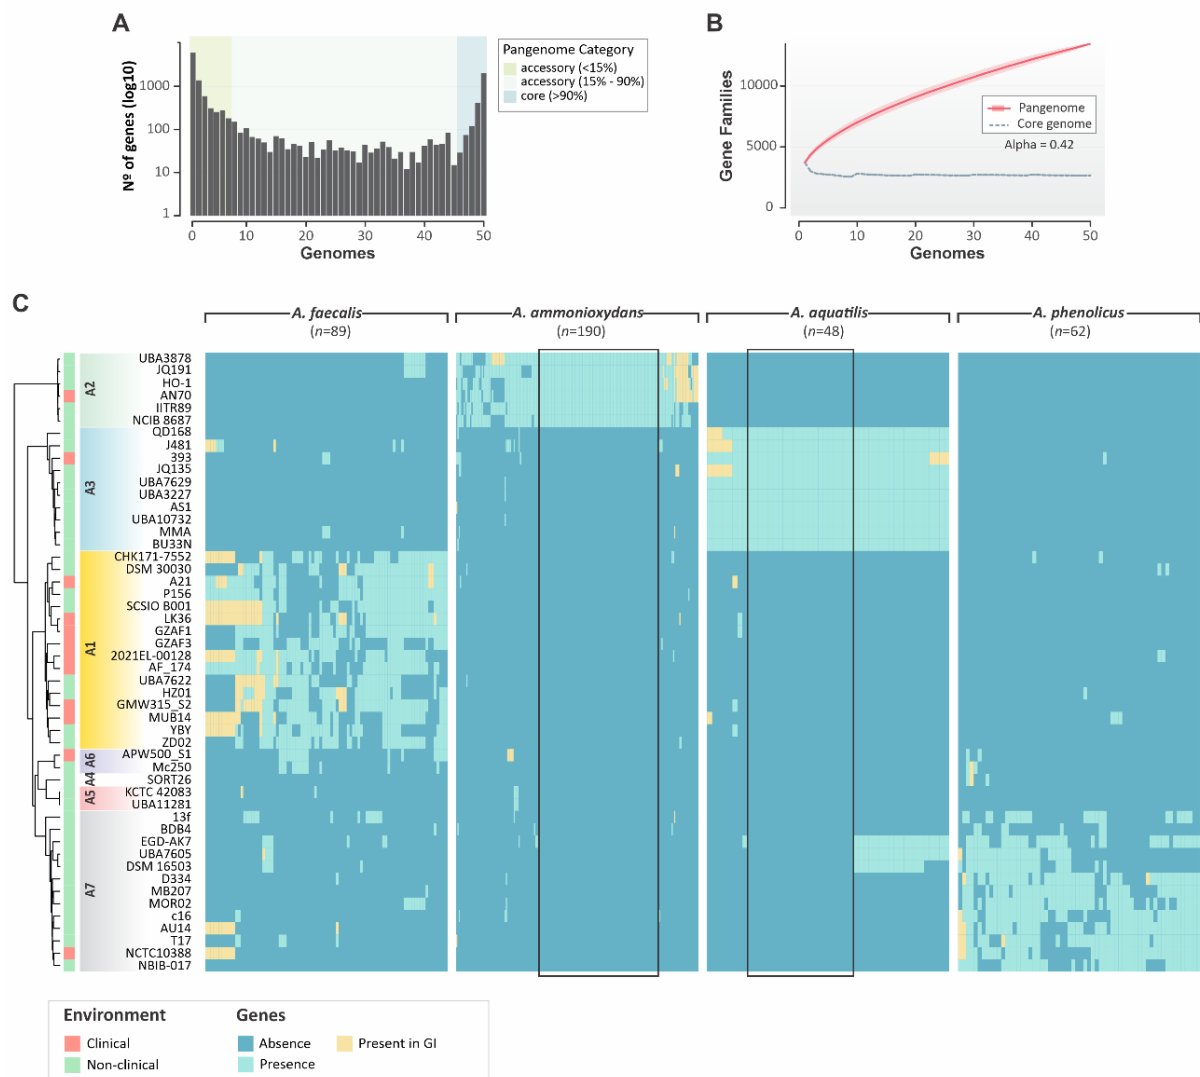 A
Nº of genes (log10)
1000
100
10
1
0
10
20
30
40
50
Genomes
Pangenome Category
accessory (<15%)
accessory (15% - 90%)
core (>90%)
B
Gene Families
10000
5000
0
0
10
20
30
40
50
Genomes
Pangenome
Core genome
Alpha = 0.42
C
A. faecalis
(n=89)
A. ammonioxydans
(n=190)
A. aquatilis
(n=48)
A. phenolicus
(n=62)
A2
UBA3878
JQ191
HO-1
AN70
IITR89
NCIB 8687
A3
QD168
J481
393
JQ135
UBA7629
UBA3227
AS1
UBA10732
MMA
BU33N
A1
CHK171-7552
DSM 30030
A21
P156
SCSIO B001
LK36
GZAF1
GZAF3
2021EL-00128
AF_174
UBA7622
HZ01
GMW315_S2
MUB14
YBY
ZD02
A6
APW500_S1
Mc250
A4
SORT26
A5
KCTC 42083
UBA11281
A7
13f
BDB4
EGD-AK7
UBA7605
DSM 16503
D334
MB207
MOR02
c16
AU14
T17
NCTC10388
NBIB-017
Environment
Clinical
Non-clinical
Genes
Absence
Presence
Present in GI